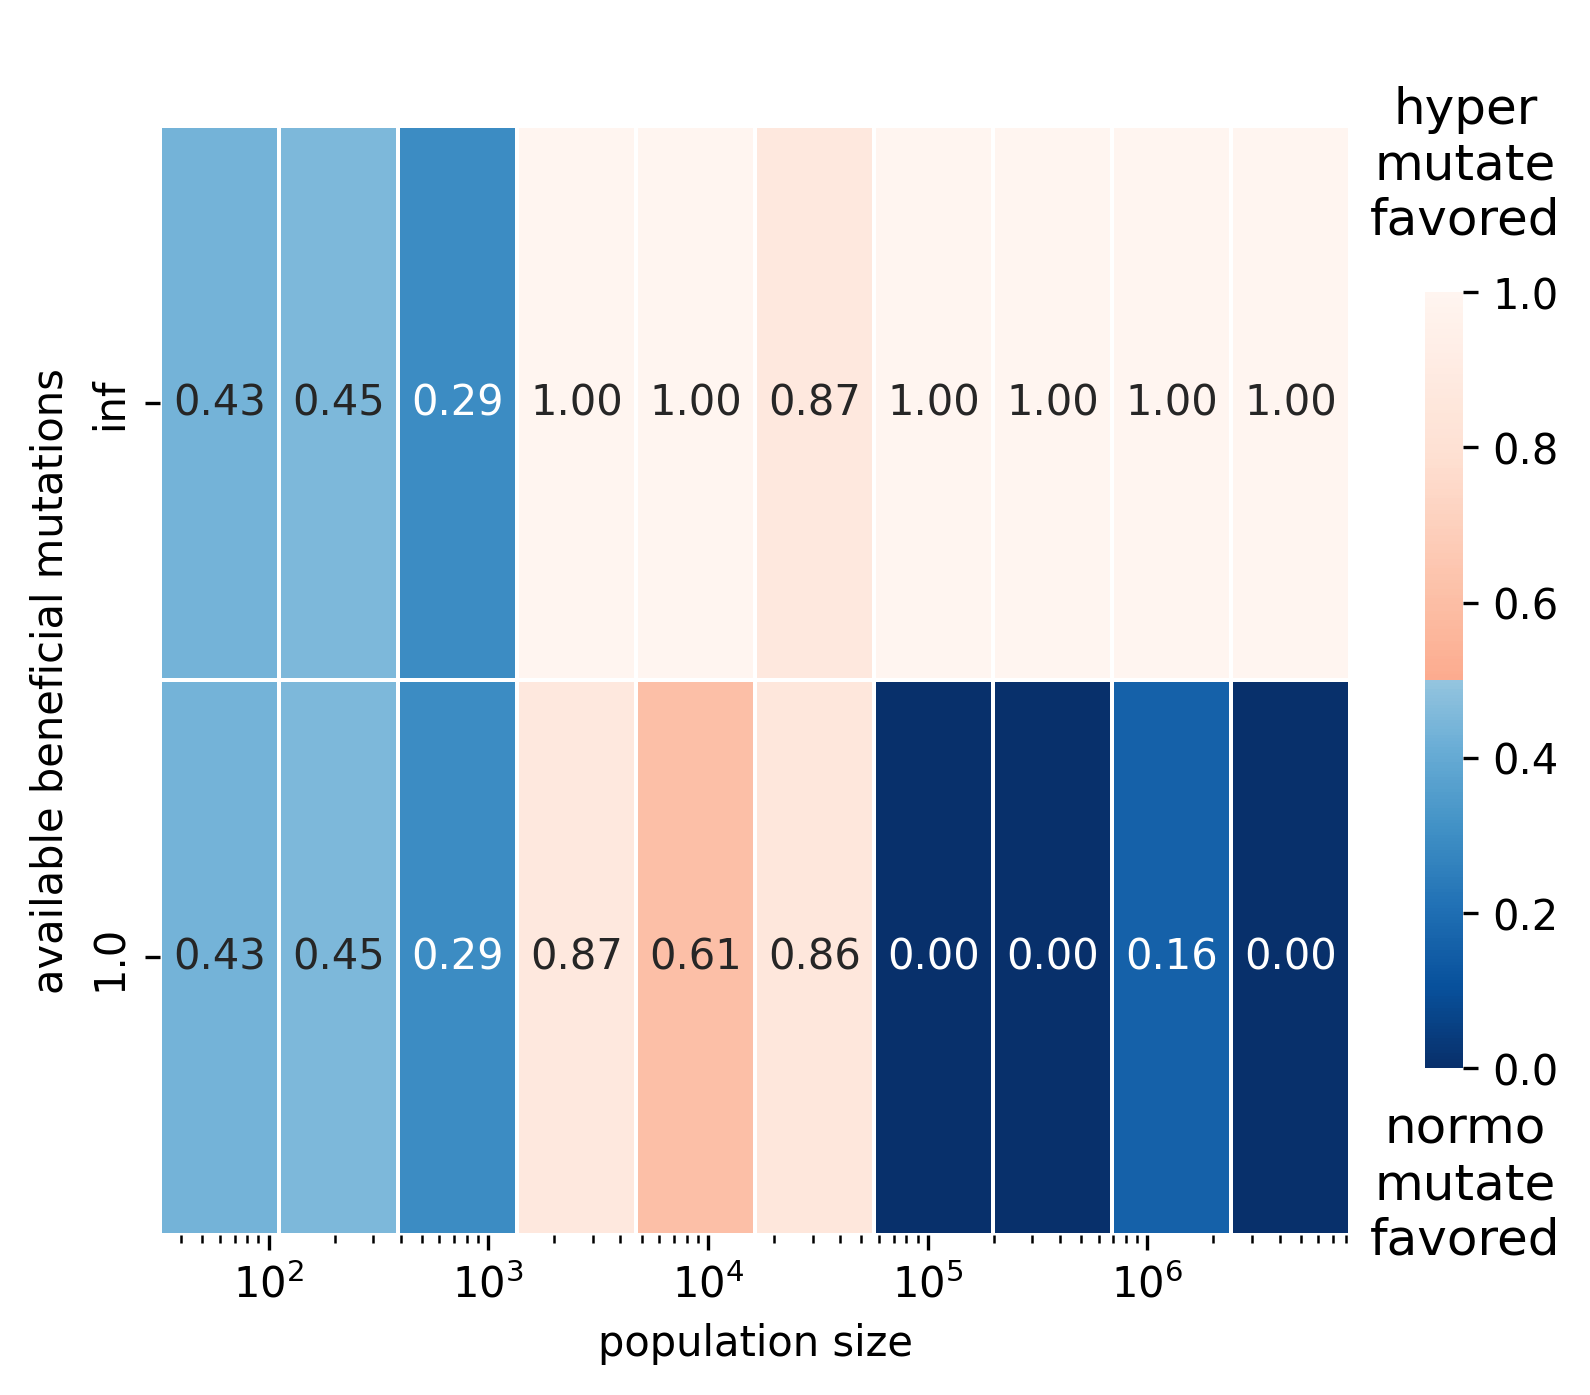 hyper
mutate
favored
available beneficial mutations
inf
0.43 0.45 0.29 1.00 1.00 0.87 1.00 1.00 1.00 1.00
1.0
0.43 0.45 0.29 0.87 0.61 0.86 0.00 0.00 0.16 0.00
10² 10³ 10⁴ 10⁵ 10⁶
population size
1.0
0.8
0.6
0.4
0.2
0.0
normo
mutate
favored